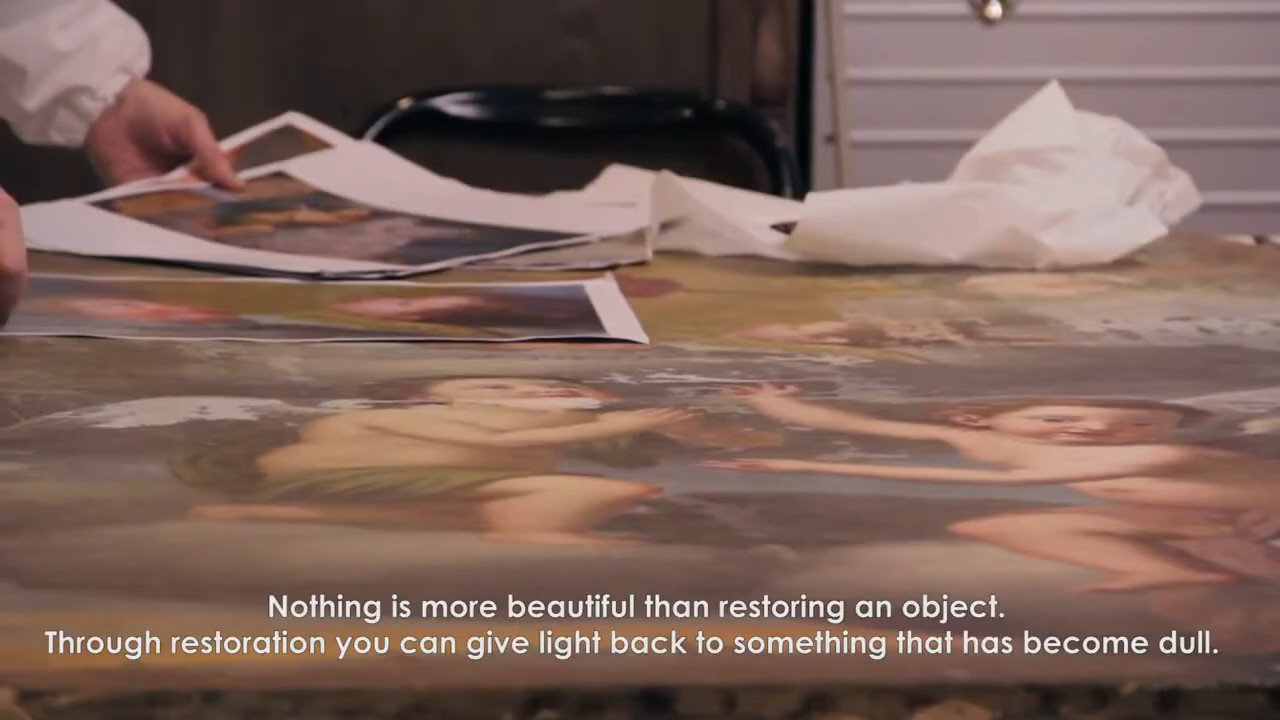 Nothing is more beautiful than restoring an object.
Through restoration you can give light back to something that has become dull.